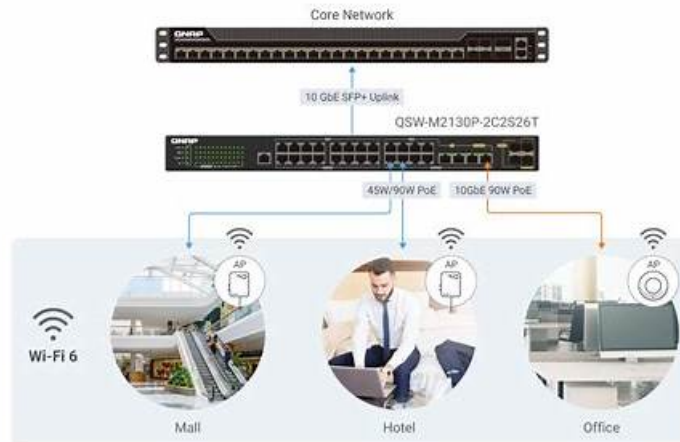 Core Network
QNAP
10 GbE SFP+ Uplink
QSW-M2130P-2C2S26T
QNAP
45W/90W PoE
10GbE 90W PoE
AP
AP
AP
Wi-Fi 6
Mall
Hotel
Office